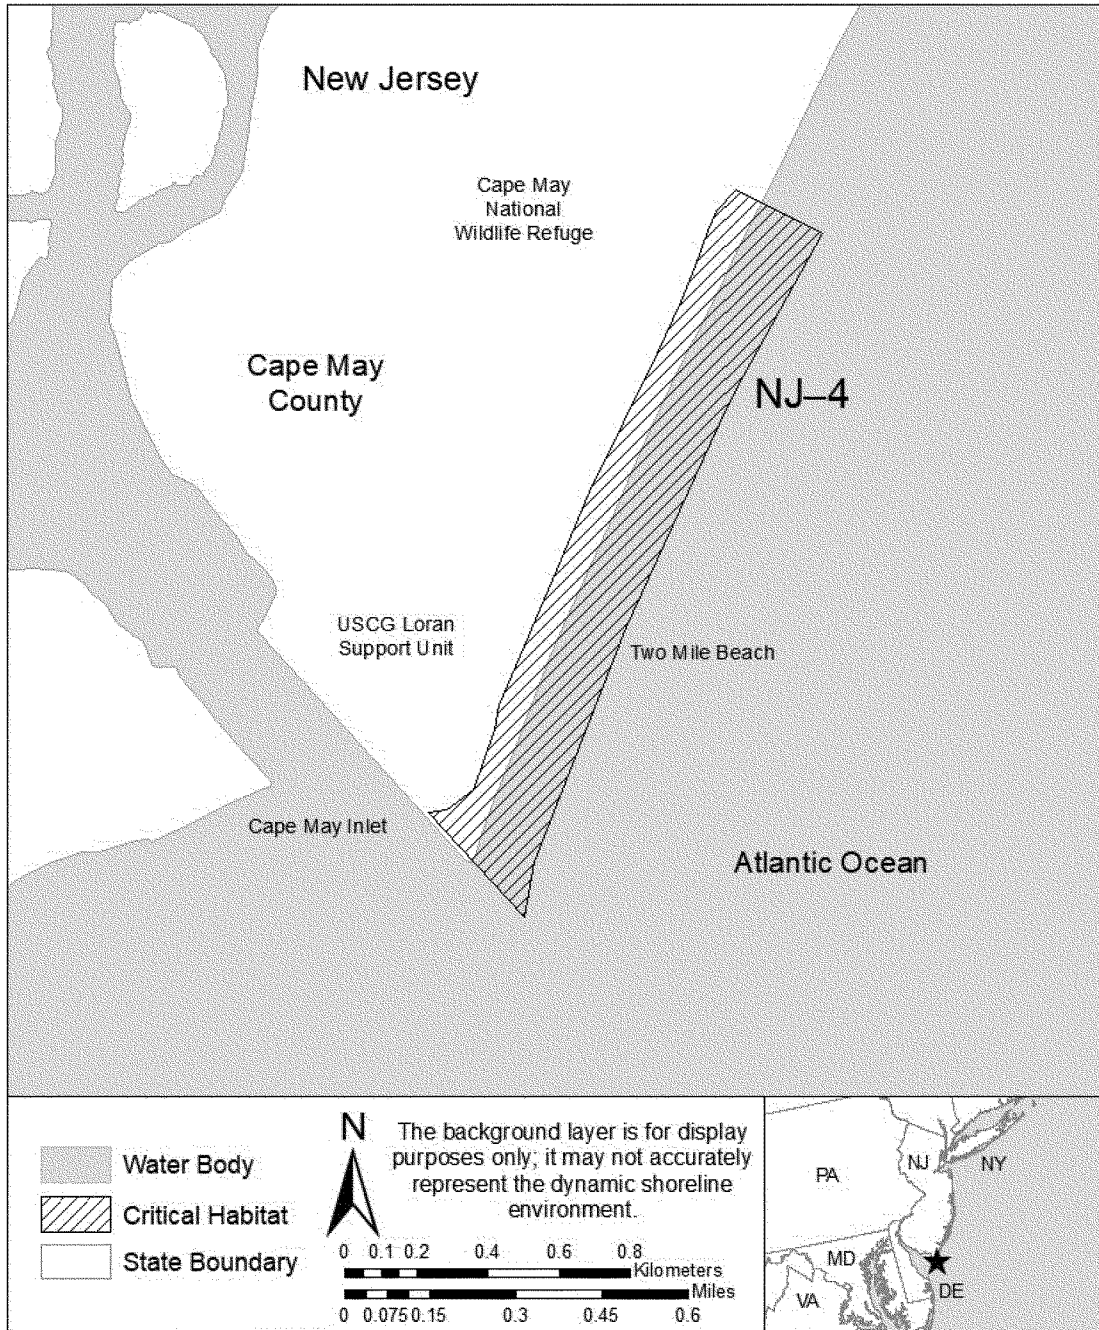 New Jersey
Cape May
National
Wildlife Refuge
Cape May
County
NJ–4
USCG Loran
Support Unit
Two Mile Beach
Cape May Inlet
Atlantic Ocean
Water Body
Critical Habitat
State Boundary
N
The background layer is for display
purposes only; it may not accurately
represent the dynamic shoreline
environment.
0 0.1 0.2 0.4 0.6 0.8
Kilometers
Miles
0 0.075 0.15 0.3 0.45 0.6
PA
NJ
NY
MD
DE
VA